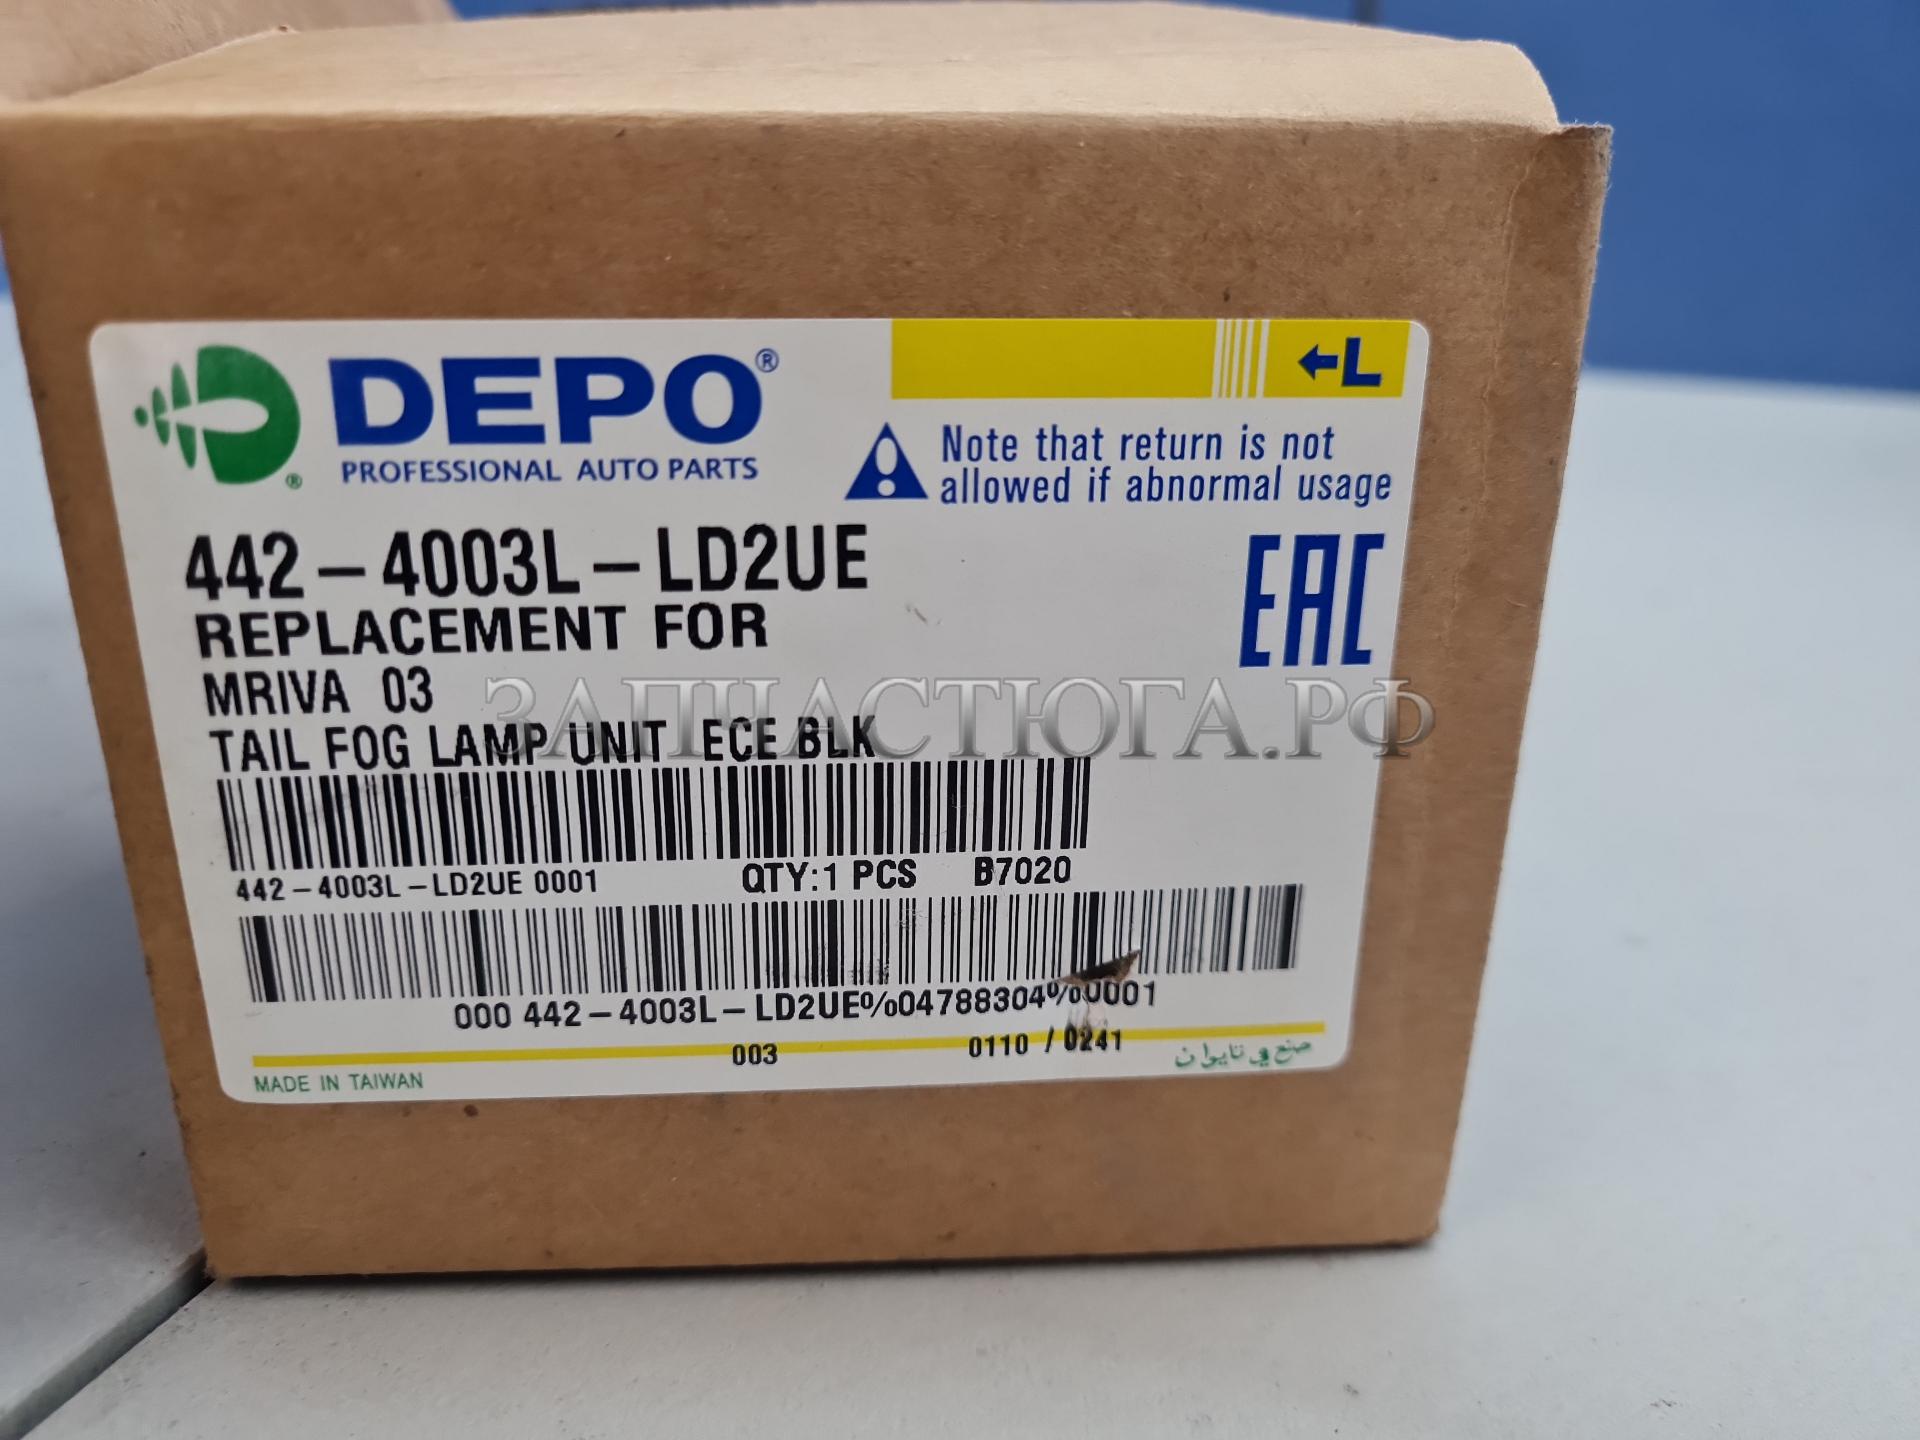 DEPO®
PROFESSIONAL AUTO PARTS
®
←L
Note that return is not
allowed if abnormal usage
442-4003L-LD2UE
REPLACEMENT FOR
MRIVA 03
TAIL FOG LAMP UNIT ECE BLK
EAC
ЗАПЧАСТЮГА.РФ
442-4003L-LD2UE 0001 QTY:1 PCS B7020
000 442-4003L-LD2UE%04788304%0001
003 0110 / 0241
MADE IN TAIWAN صنع في تايوان